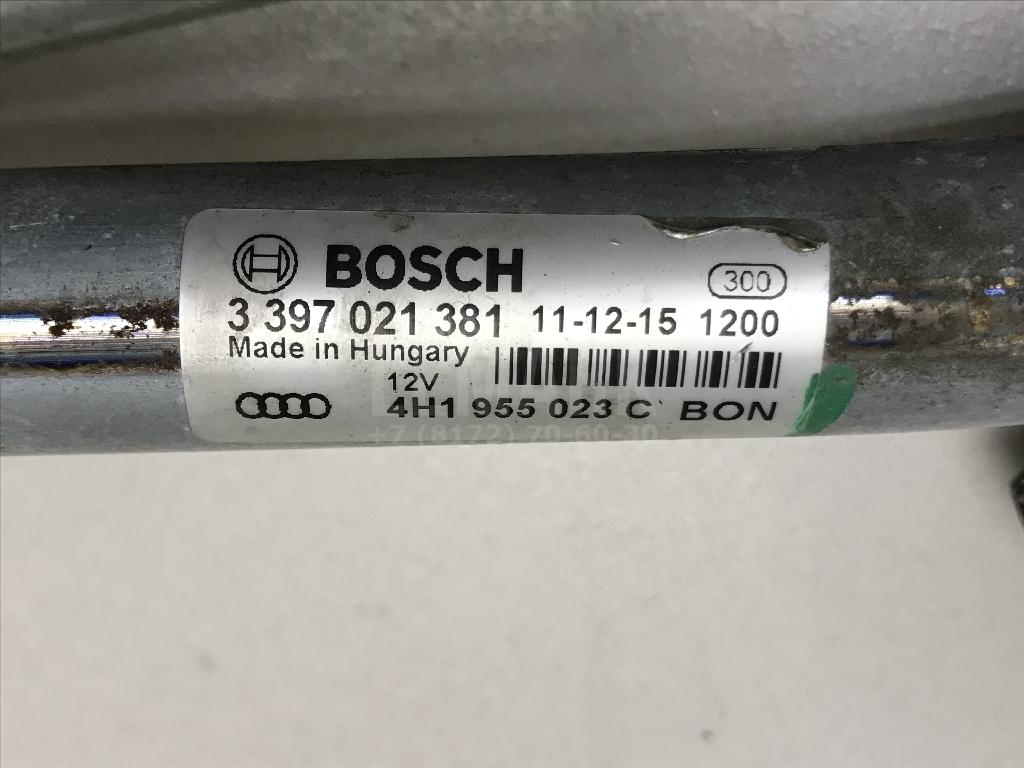 BOSCH
300
3 397 021 381 11-12-15 1200
Made in Hungary
12V
4H1 955 023 C BON
+7 (8172) 70-60-30